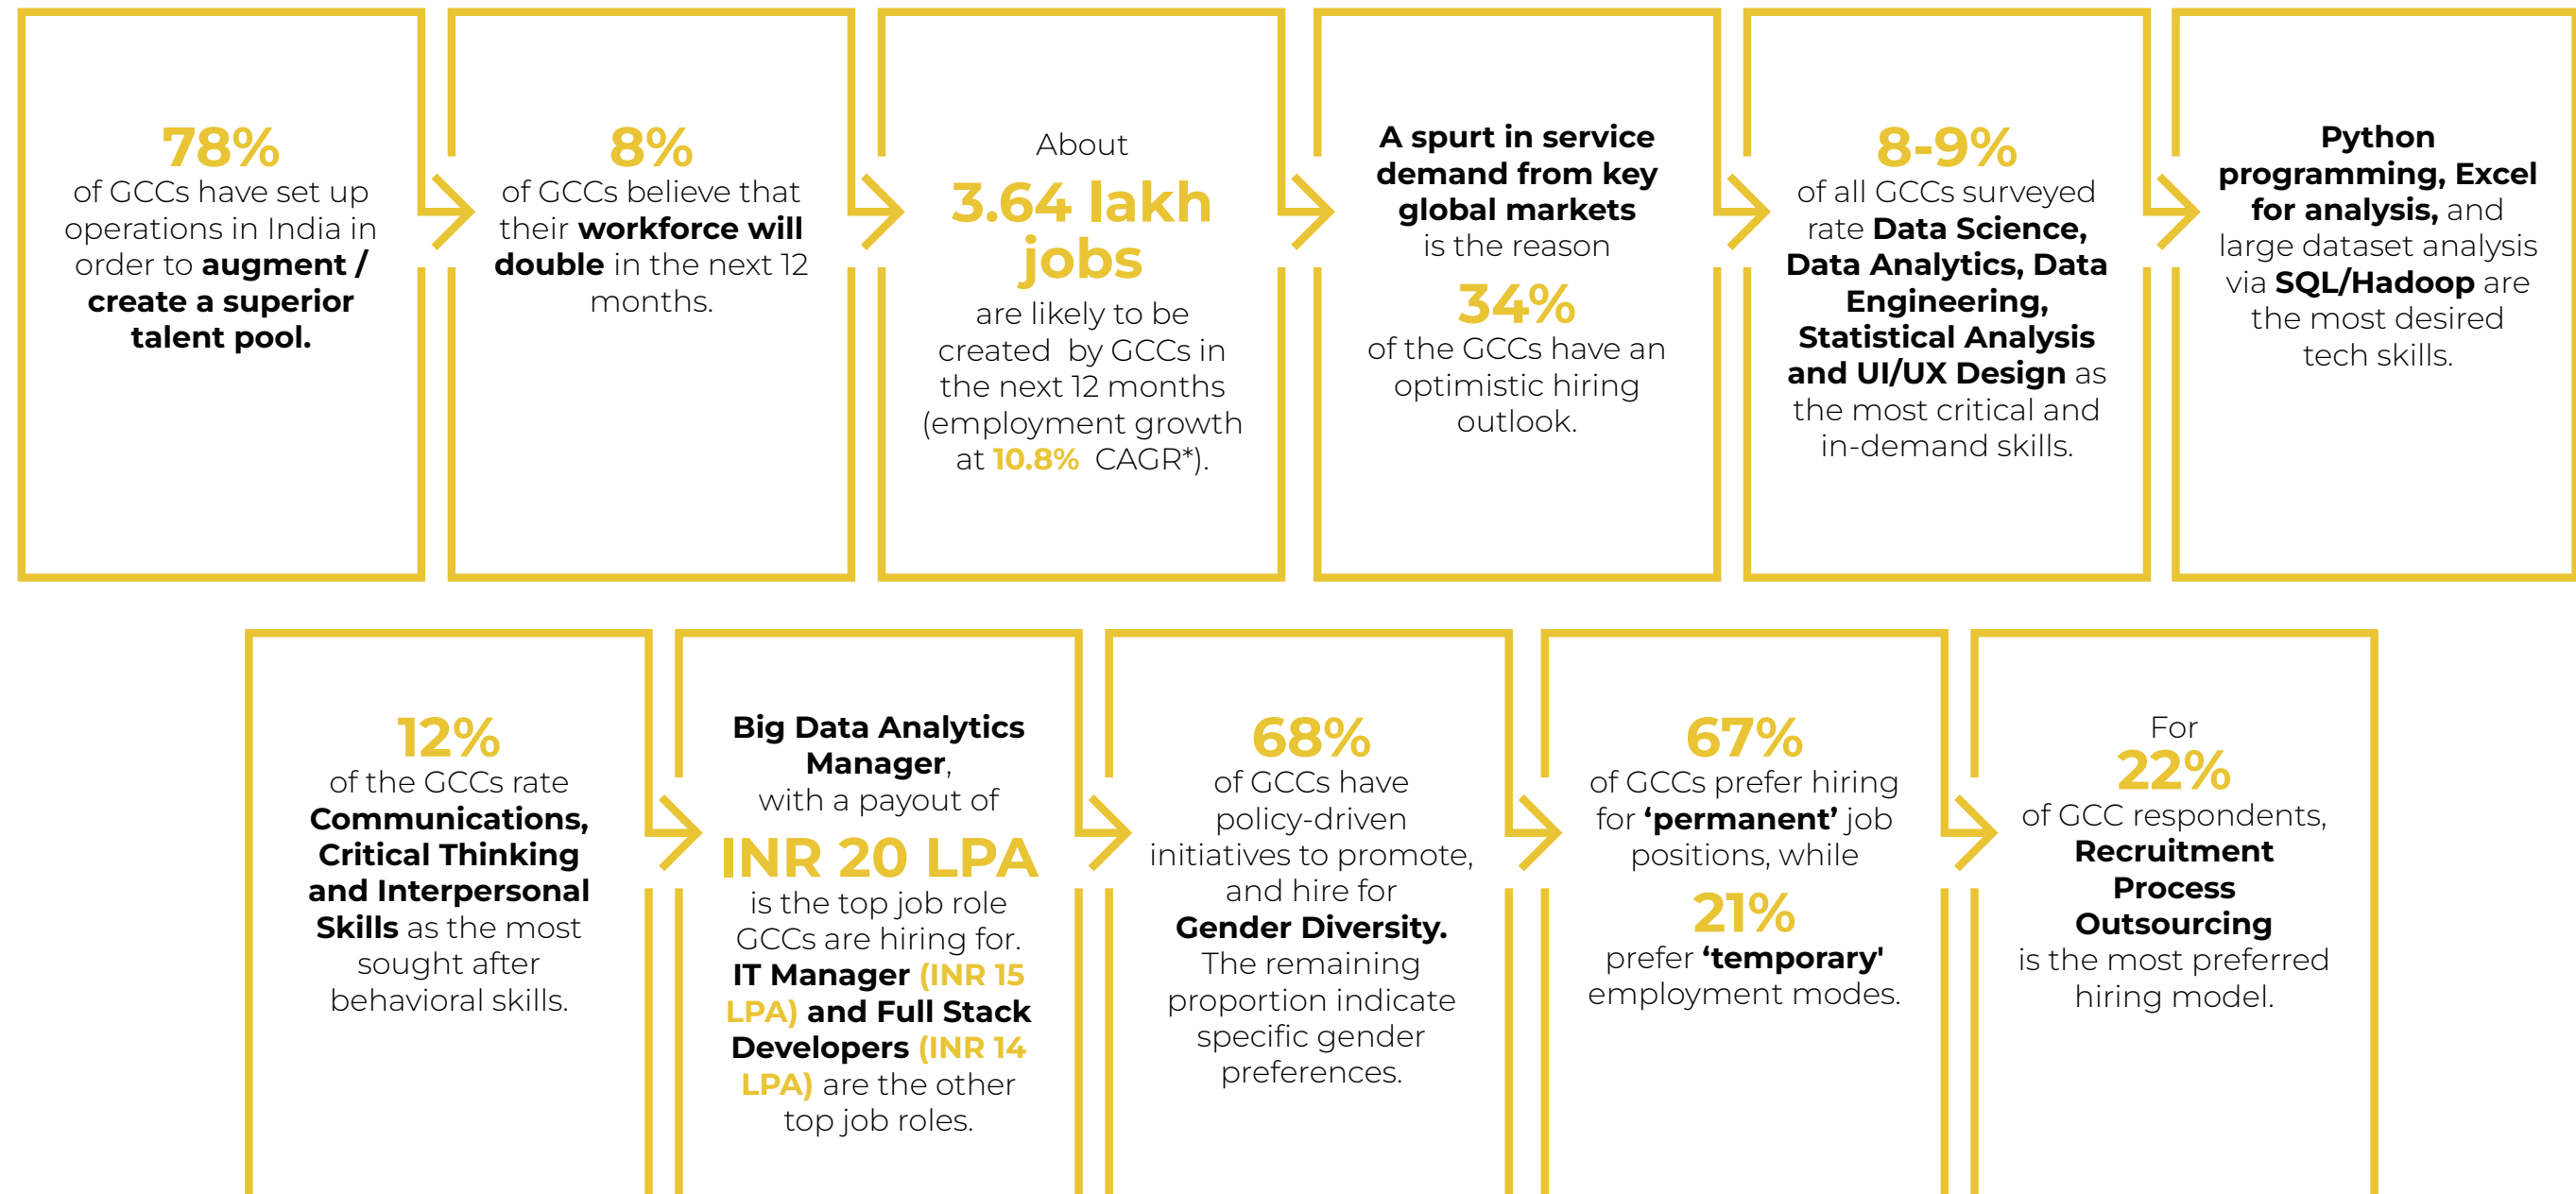 78%
of GCCs have set up
operations in India in
order to augment /
create a superior
talent pool.
8%
of GCCs believe that
their workforce will
double in the next 12
months.
About
3.64 lakh
jobs
are likely to be
created by GCCs in
the next 12 months
(employment growth
at 10.8% CAGR*).
A spurt in service
demand from key
global markets
is the reason
34%
of the GCCs have an
optimistic hiring
outlook.
8-9%
of all GCCs surveyed
rate Data Science,
Data Analytics, Data
Engineering,
Statistical Analysis
and UI/UX Design as
the most critical and
in-demand skills.
Python
programming, Excel
for analysis, and
large dataset analysis
via SQL/Hadoop are
the most desired
tech skills.
12%
of the GCCs rate
Communications,
Critical Thinking
and Interpersonal
Skills as the most
sought after
behavioral skills.
Big Data Analytics
Manager,
with a payout of
INR 20 LPA
is the top job role
GCCs are hiring for.
IT Manager (INR 15
LPA) and Full Stack
Developers (INR 14
LPA) are the other
top job roles.
68%
of GCCs have
policy-driven
initiatives to promote,
and hire for
Gender Diversity.
The remaining
proportion indicate
specific gender
preferences.
67%
of GCCs prefer hiring
for ‘permanent’ job
positions, while
21%
prefer ‘temporary'
employment modes.
For
22%
of GCC respondents,
Recruitment
Process
Outsourcing
is the most preferred
hiring model.